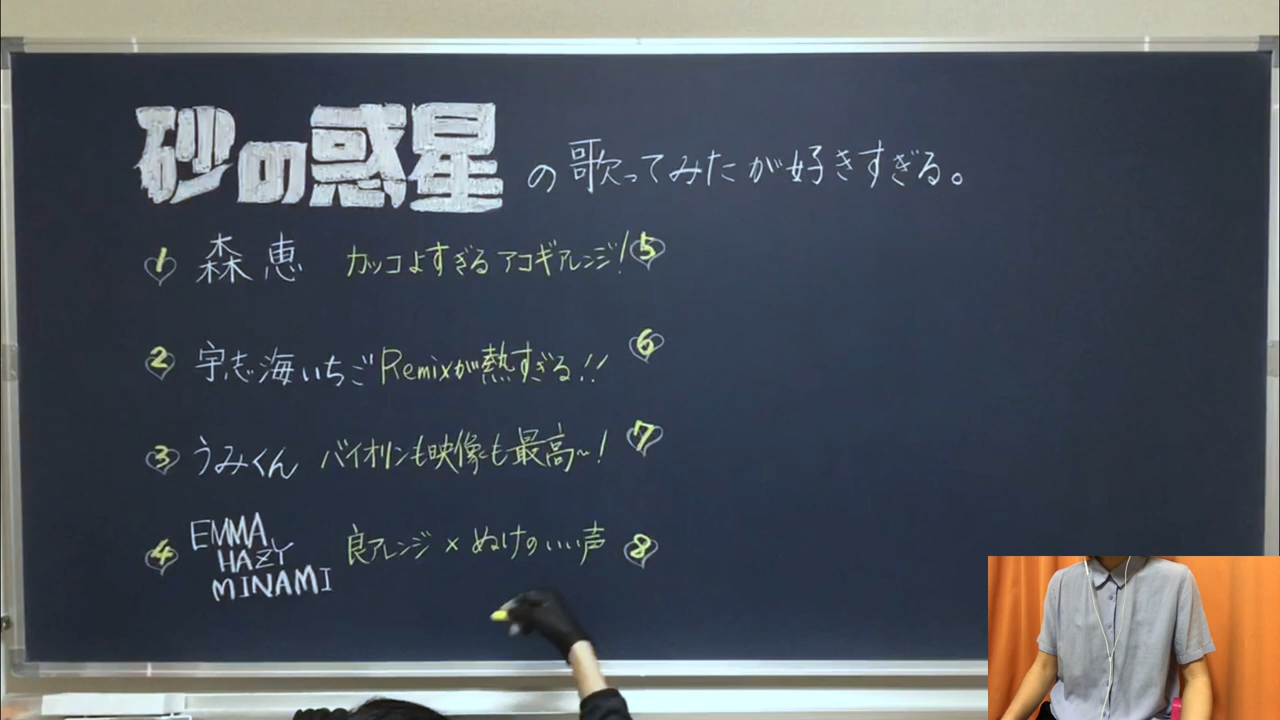 砂の惑星の歌ってみたが好きすぎる。
1 森恵 カッコよすぎるアコギアレンジ!
2 宇志海いちご Remixが熱すぎる!!
3 うみくん バイオリンも映像も最高~!
4 EMMA HAZY MINAMI 良アレンジ×ぬけのいい声
5
6
7
8